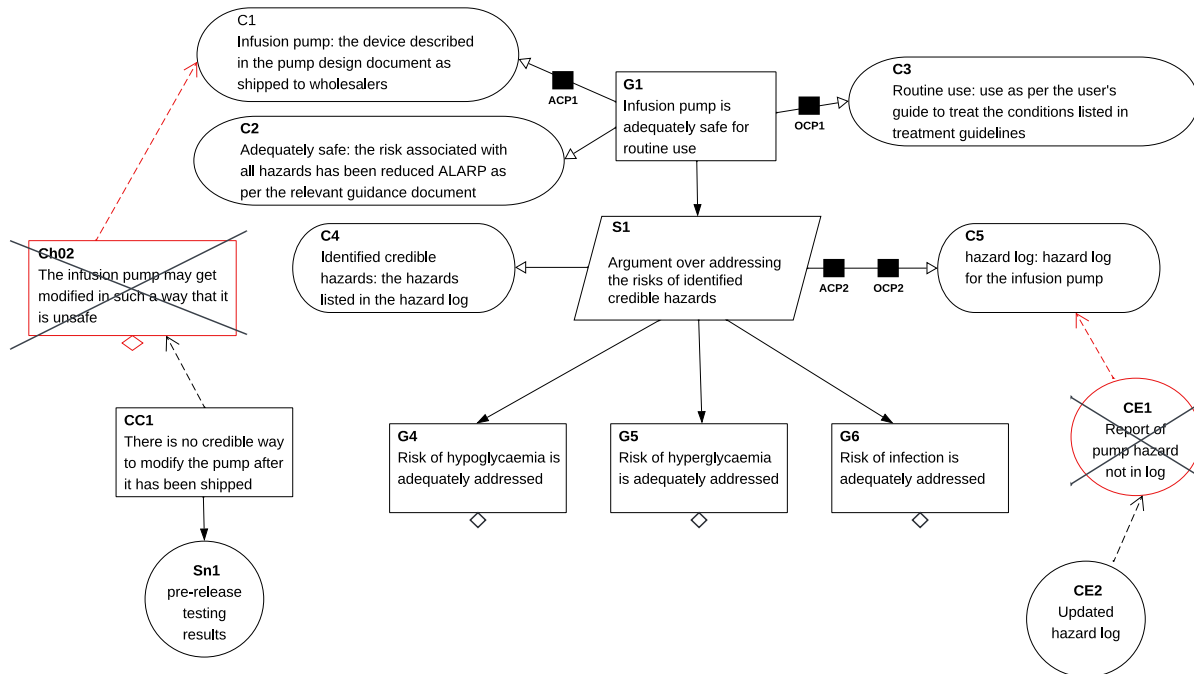 C1
Infusion pump: the device described
in the pump design document as
shipped to wholesalers
ACP1
G1
Infusion pump is
adequately safe for
routine use
OCP1
C3
Routine use: use as per the user's
guide to treat the conditions listed in
treatment guidelines
C2
Adequately safe: the risk associated with
all hazards has been reduced ALARP as
per the relevant guidance document
Ch02
The infusion pump may get
modified in such a way that it
is unsafe
C4
Identified credible
hazards: the hazards
listed in the hazard log
S1
Argument over addressing
the risks of identified
credible hazards
ACP2
OCP2
C5
hazard log: hazard log
for the infusion pump
CC1
There is no credible way
to modify the pump after
it has been shipped
G4
Risk of hypoglycaemia is
adequately addressed
G5
Risk of hyperglycaemia
is adequately addressed
G6
Risk of infection is
adequately addressed
CE1
Report of
pump hazard
not in log
Sn1
pre-release
testing
results
CE2
Updated
hazard log